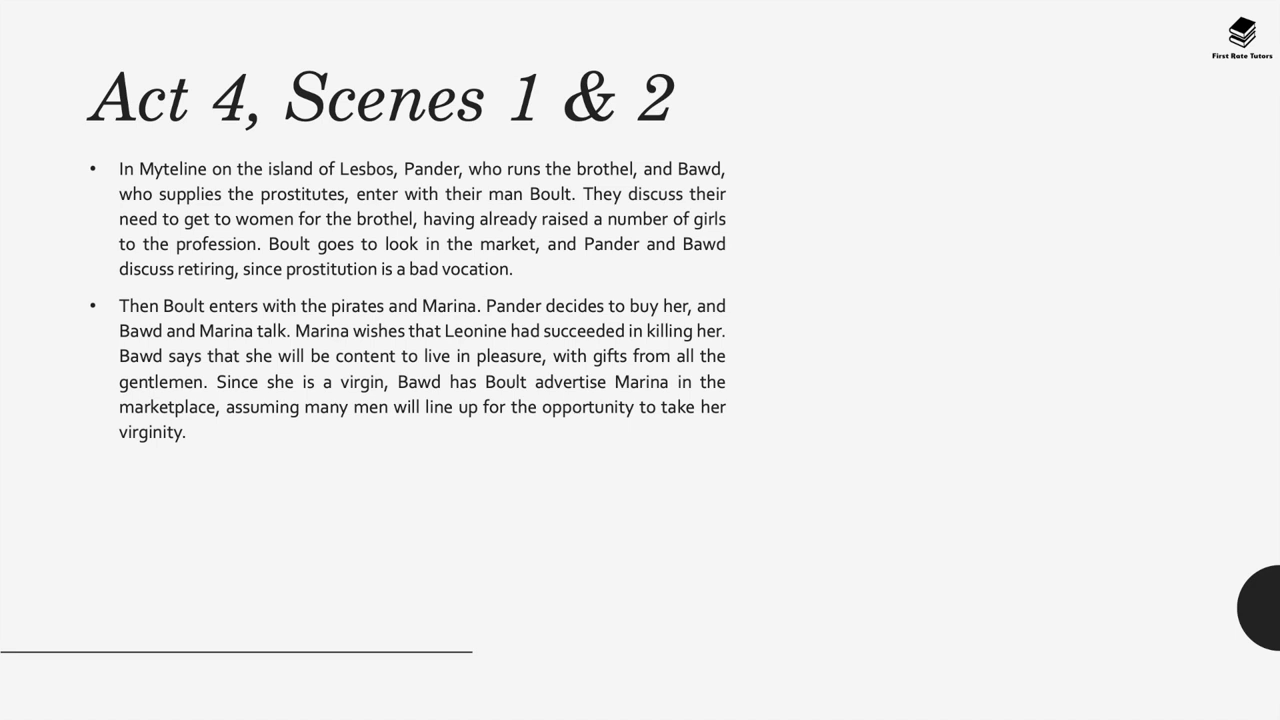 First Rate Tutors
Act 4, Scenes 1 & 2
• In Myteline on the island of Lesbos, Pander, who runs the brothel, and Bawd,
who supplies the prostitutes, enter with their man Boult. They discuss their
need to get to women for the brothel, having already raised a number of girls
to the profession. Boult goes to look in the market, and Pander and Bawd
discuss retiring, since prostitution is a bad vocation.
• Then Boult enters with the pirates and Marina. Pander decides to buy her, and
Bawd and Marina talk. Marina wishes that Leonine had succeeded in killing her.
Bawd says that she will be content to live in pleasure, with gifts from all the
gentlemen. Since she is a virgin, Bawd has Boult advertise Marina in the
marketplace, assuming many men will line up for the opportunity to take her
virginity.